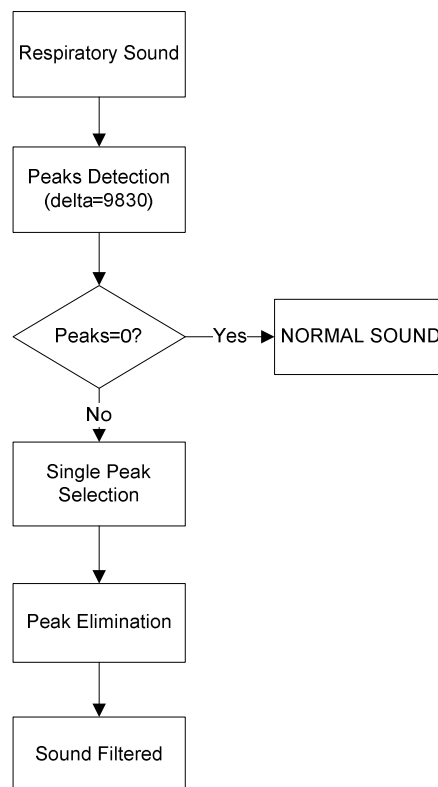 Respiratory Sound
Peaks Detection
(delta=9830)
Peaks=0?
Yes
NORMAL SOUND
No
Single Peak
Selection
Peak Elimination
Sound Filtered